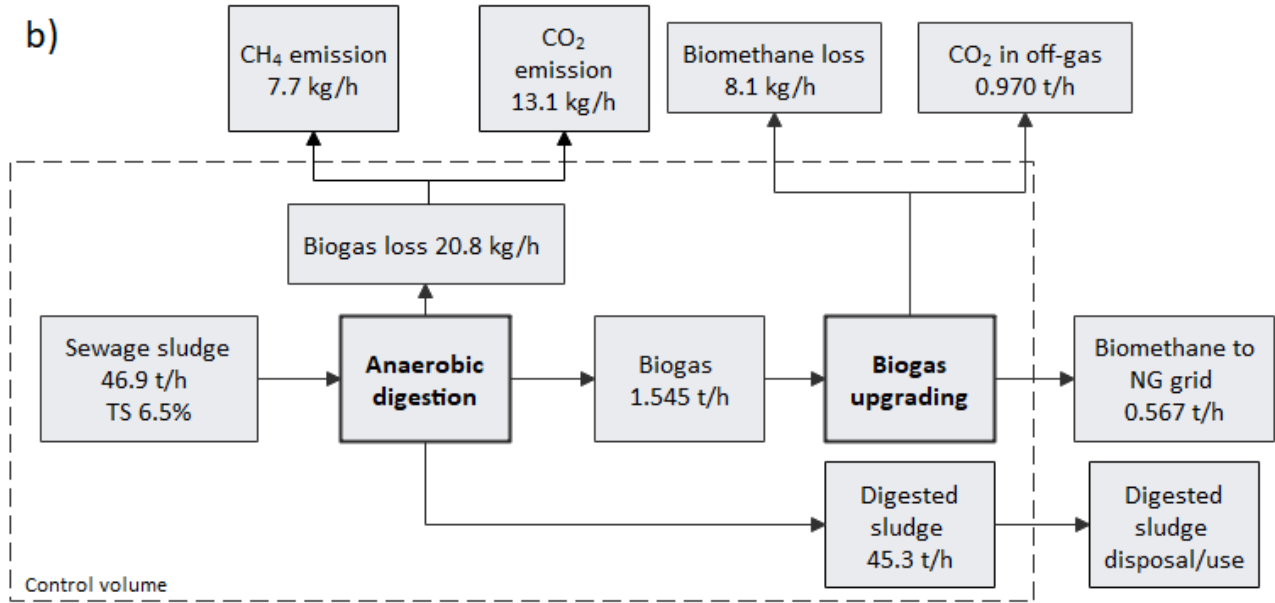 b)
CH₄ emission
7.7 kg/h
CO₂
emission
13.1 kg/h
Biomethane loss
8.1 kg/h
CO₂ in off-gas
0.970 t/h
Biogas loss 20.8 kg/h
Sewage sludge
46.9 t/h
TS 6.5%
Anaerobic
digestion
Biogas
1.545 t/h
Biogas
upgrading
Biomethane to
NG grid
0.567 t/h
Digested
sludge
45.3 t/h
Digested
sludge
disposal/use
Control volume